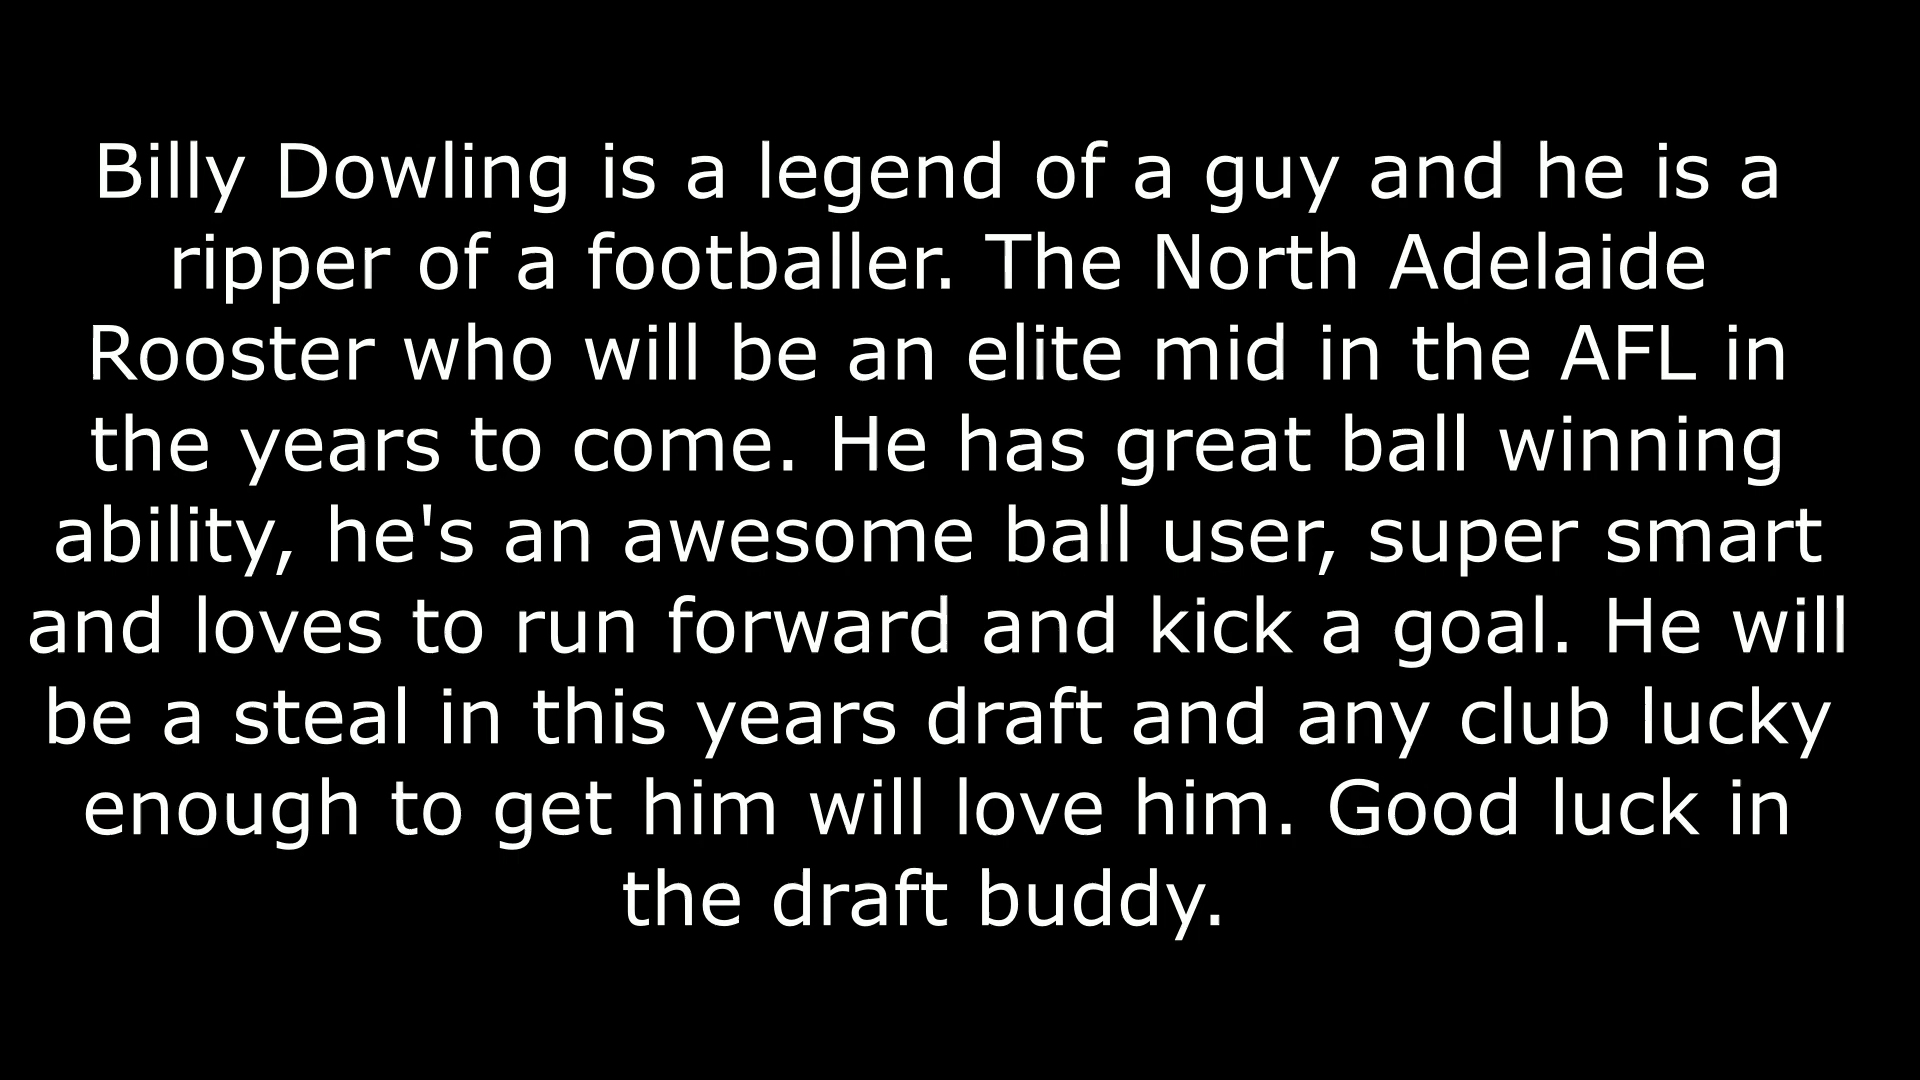 Billy Dowling is a legend of a guy and he is a
ripper of a footballer. The North Adelaide
Rooster who will be an elite mid in the AFL in
the years to come. He has great ball winning
ability, he's an awesome ball user, super smart
and loves to run forward and kick a goal. He will
be a steal in this years draft and any club lucky
enough to get him will love him. Good luck in
the draft buddy.